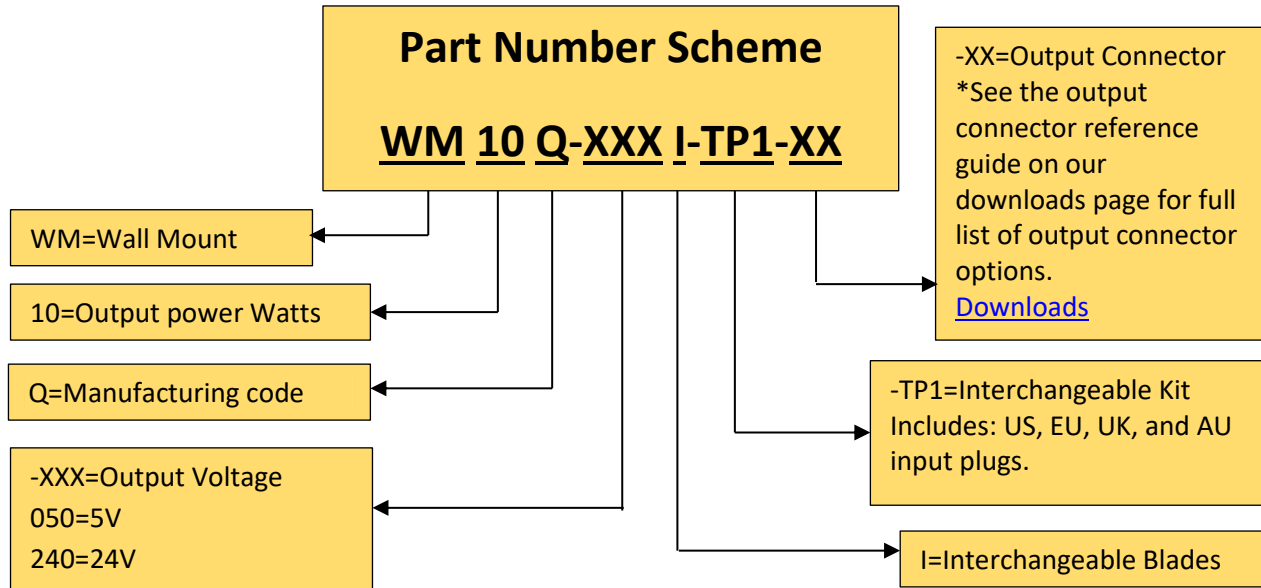 Part Number Scheme
WM 10 Q-XXX I-TP1-XX
WM=Wall Mount
10=Output power Watts
Q=Manufacturing code
-XXX=Output Voltage
050=5V
240=24V
-XX=Output Connector
*See the output
connector reference
guide on our
downloads page for full
list of output connector
options.
Downloads
-TP1=Interchangeable Kit
Includes: US, EU, UK, and AU
input plugs.
I=Interchangeable Blades